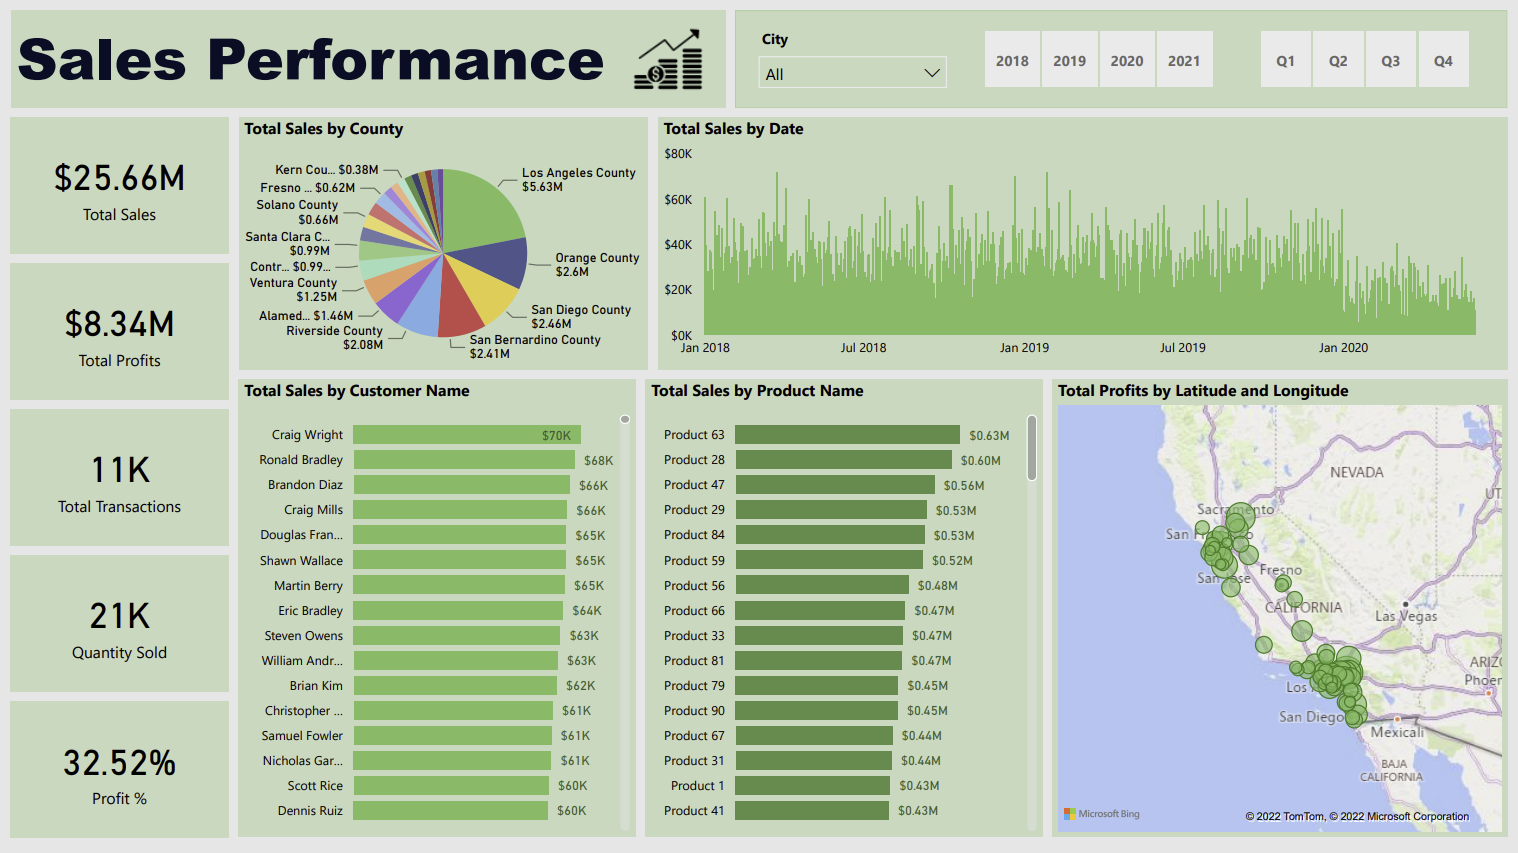 Sales Performance
City
All
2018 2019 2020 2021
Q1 Q2 Q3 Q4
$25.66M
Total Sales
$8.34M
Total Profits
11K
Total Transactions
21K
Quantity Sold
32.52%
Profit %
Total Sales by County
Kern Cou... $0.38M
Fresno ... $0.62M
Solano County
$0.66M
Santa Clara C...
$0.99M
Contr... $0.99...
Ventura County
$1.25M
Alamed... $1.46M
Riverside County
$2.08M
Los Angeles County
$5.63M
Orange County
$2.6M
San Diego County
$2.46M
San Bernardino County
$2.41M
Total Sales by Date
$80K
$60K
$40K
$20K
$0K
Jan 2018 Jul 2018 Jan 2019 Jul 2019 Jan 2020
Total Sales by Customer Name
Craig Wright $70K
Ronald Bradley $68K
Brandon Diaz $66K
Craig Mills $66K
Douglas Fran... $65K
Shawn Wallace $65K
Martin Berry $65K
Eric Bradley $64K
Steven Owens $63K
William Andr... $63K
Brian Kim $62K
Christopher ... $61K
Samuel Fowler $61K
Nicholas Gar... $61K
Scott Rice $60K
Dennis Ruiz $60K
Total Sales by Product Name
Product 63 $0.63M
Product 28 $0.60M
Product 47 $0.56M
Product 29 $0.53M
Product 84 $0.53M
Product 59 $0.52M
Product 56 $0.48M
Product 66 $0.47M
Product 33 $0.47M
Product 81 $0.47M
Product 79 $0.45M
Product 90 $0.45M
Product 67 $0.44M
Product 31 $0.44M
Product 1 $0.43M
Product 41 $0.43M
Total Profits by Latitude and Longitude
NEVADA
UT
Sacramento
San
Fresno
San Jose
CALIFORNIA
Las Vegas
ARIZ
Phoer
Los
San Diego
Mexicali
BAJA
CALIFORNIA
Microsoft Bing
© 2022 TomTom, © 2022 Microsoft Corporation